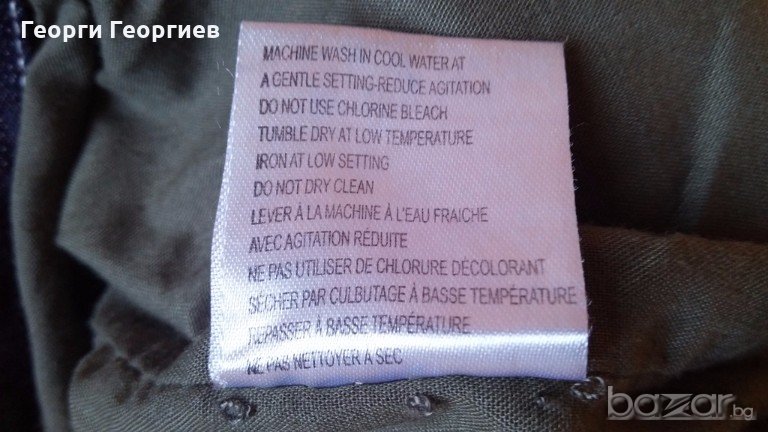 Георги Георгиев
MACHINE WASH IN COOL WATER AT
A GENTLE SETTING-REDUCE AGITATION
DO NOT USE CHLORINE BLEACH
TUMBLE DRY AT LOW TEMPERATURE
IRON AT LOW SETTING
DO NOT DRY CLEAN
LEVER À LA MACHINE À L'EAU FRAICHE
AVEC AGITATION RÉDUITE
NE PAS UTILISER DE CHLORURE DÉCOLORANT
SÉCHER PAR CULBUTAGE À BASSE TEMPÉRATURE
REPASSER À BASSE TEMPÉRATURE
NE PAS NETTOYER A SEC
bazar.bg